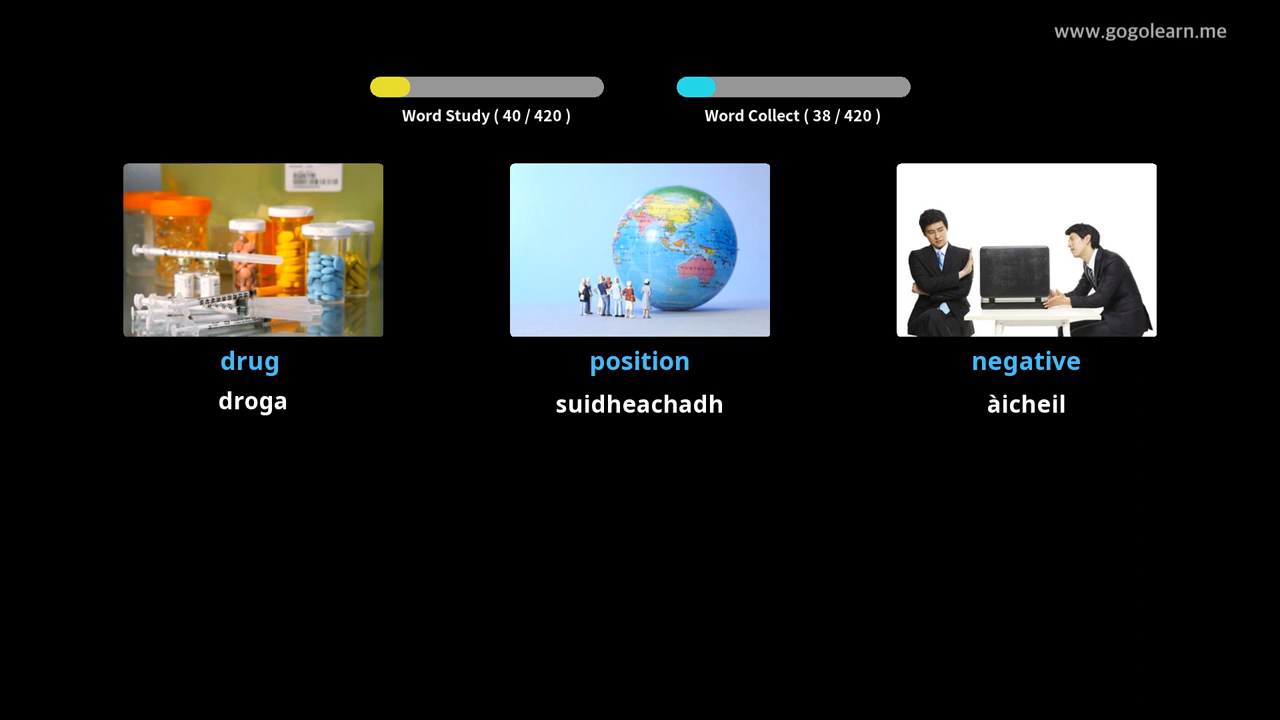 www.gogolearn.me
Word Study ( 40 / 420 )
Word Collect ( 38 / 420 )
drug
position
negative
droga
suidheachadh
àicheil